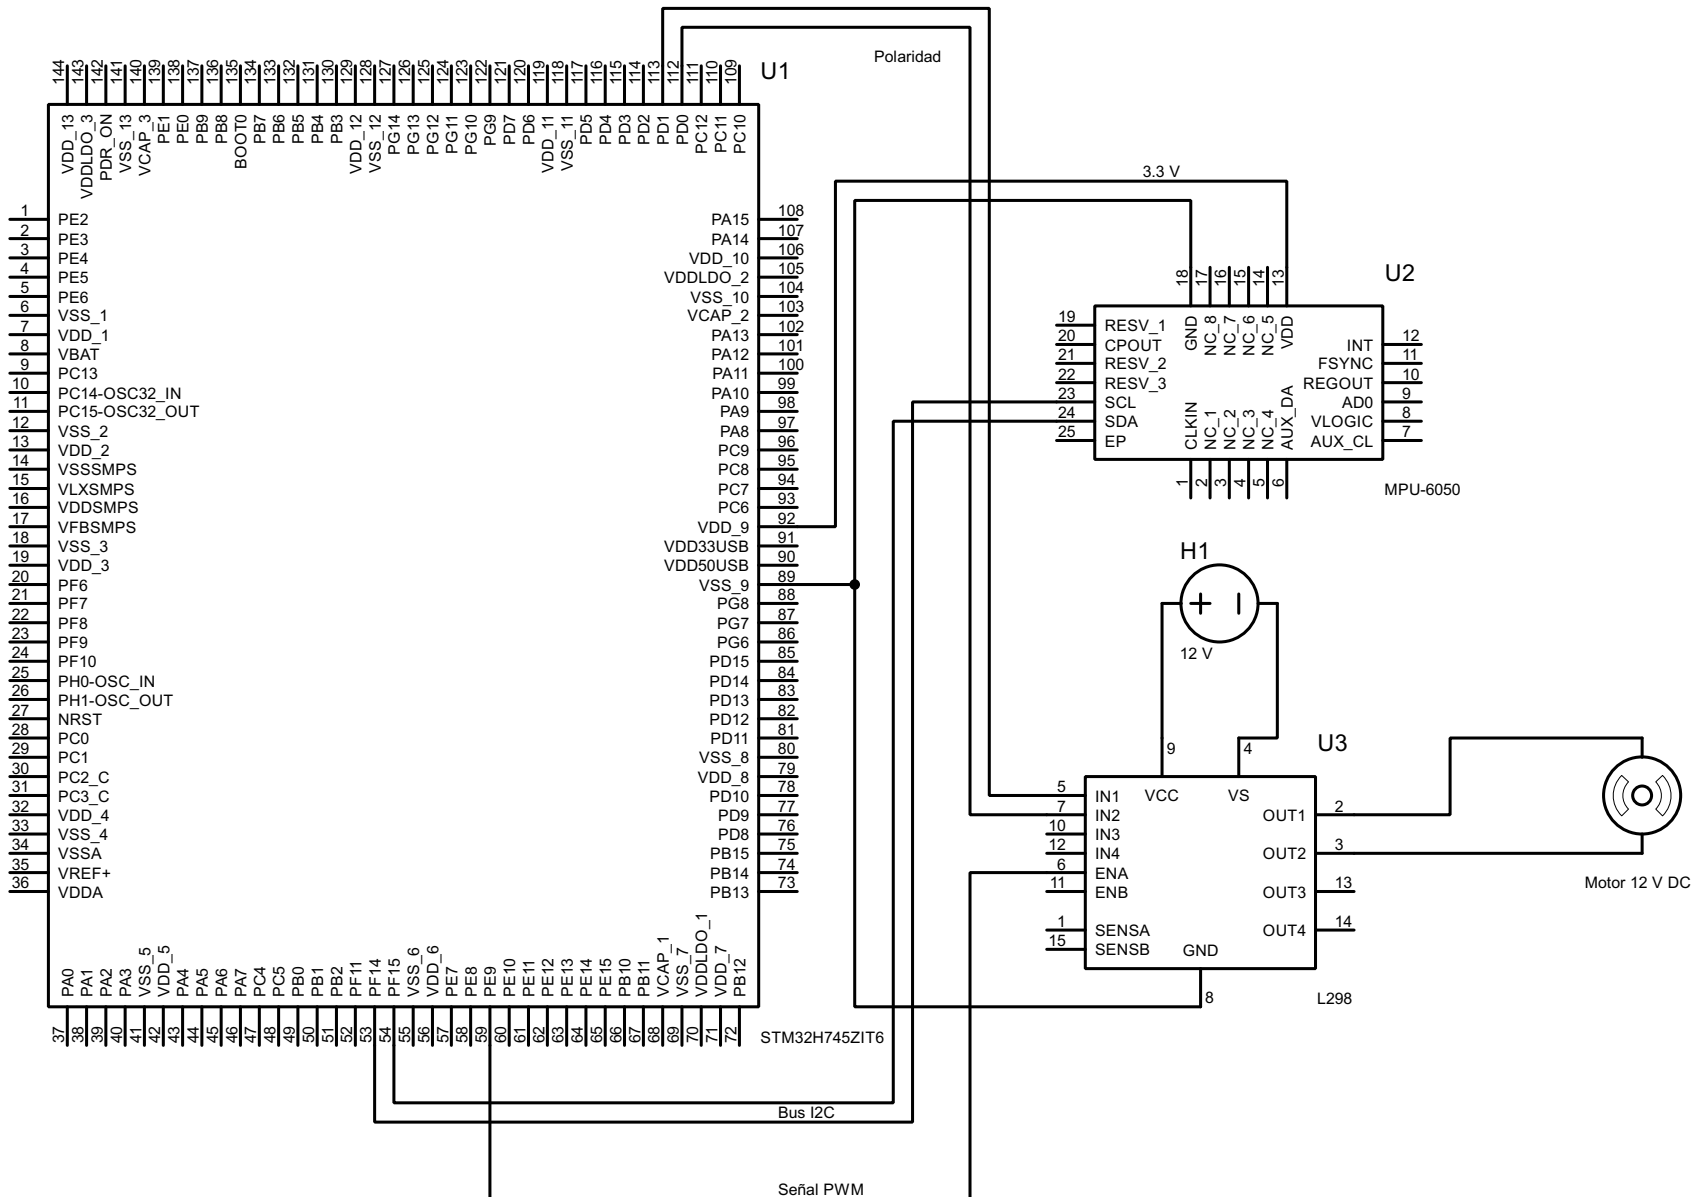 144 143 142 141 140 139 138 137 136 135 134 133 132 131 130 129 128 127 126 125 124 123 122 121 120 119 118 117 116 115 114 113 112 111 110 109
U1
VDD_13 VDDLDO_3 PDR_ON VSS_13 VCAP_3 PE1 PE0 PB9 PB8 BOOT0 PB7 PB6 PB5 PB4 PB3 VDD_12 VSS_12 PG14 PG13 PG12 PG11 PG10 PG9 PD7 PD6 VDD_11 VSS_11 PD5 PD4 PD3 PD2 PD1 PD0 PC12 PC11 PC10
1 PE2
2 PE3
3 PE4
4 PE5
5 PE6
6 VSS_1
7 VDD_1
8 VBAT
9 PC13
10 PC14-OSC32_IN
11 PC15-OSC32_OUT
12 VSS_2
13 VDD_2
14 VSSSMPS
15 VLXSMPS
16 VDDSMPS
17 VFBSMPS
18 VSS_3
19 VDD_3
20 PF6
21 PF7
22 PF8
23 PF9
24 PF10
25 PH0-OSC_IN
26 PH1-OSC_OUT
27 NRST
28 PC0
29 PC1
30 PC2_C
31 PC3_C
32 VDD_4
33 VSS_4
34 VSSA
35 VREF+
36 VDDA
PA15 108
PA14 107
VDD_10 106
VDDLDO_2 105
VSS_10 104
VCAP_2 103
PA13 102
PA12 101
PA11 100
PA10 99
PA9 98
PA8 97
PC9 96
PC8 95
PC7 94
PC6 93
VDD_9 92
VDD33USB 91
VDD50USB 90
VSS_9 89
PG8 88
PG7 87
PG6 86
PD15 85
PD14 84
PD13 83
PD12 82
PD11 81
VSS_8 80
VDD_8 79
PD10 78
PD9 77
PD8 76
PB15 75
PB14 74
PB13 73
PA0 PA1 PA2 PA3 VSS_5 VDD_5 PA4 PA5 PA6 PA7 PC4 PC5 PB0 PB1 PB2 PF11 PF14 PF15 VSS_6 VDD_6 PE7 PE8 PE9 PE10 PE11 PE12 PE13 PE14 PE15 PB10 PB11 VCAP_1 VSS_7 VDDLDO_1 VDD_7 PB12
37 38 39 40 41 42 43 44 45 46 47 48 49 50 51 52 53 54 55 56 57 58 59 60 61 62 63 64 65 66 67 68 69 70 71 72
STM32H745ZIT6
Polaridad
3.3 V
U2
18 17 16 15 14 13
GND NC_8 NC_7 NC_6 NC_5 VDD
19 RESV_1
20 CPOUT
21 RESV_2
22 RESV_3
23 SCL
24 SDA
25 EP
INT 12
FSYNC 11
REGOUT 10
AD0 9
VLOGIC 8
AUX_CL 7
CLKIN NC_1 NC_2 NC_3 NC_4 AUX_DA
1 2 3 4 5 6
MPU-6050
H1
12 V
U3
9 4
VCC VS
5 IN1
7 IN2
10 IN3
12 IN4
6 ENA
11 ENB
1 SENSA
15 SENSB
OUT1 2
OUT2 3
OUT3 13
OUT4 14
GND
8
L298
Motor 12 V DC
Bus I2C
Señal PWM